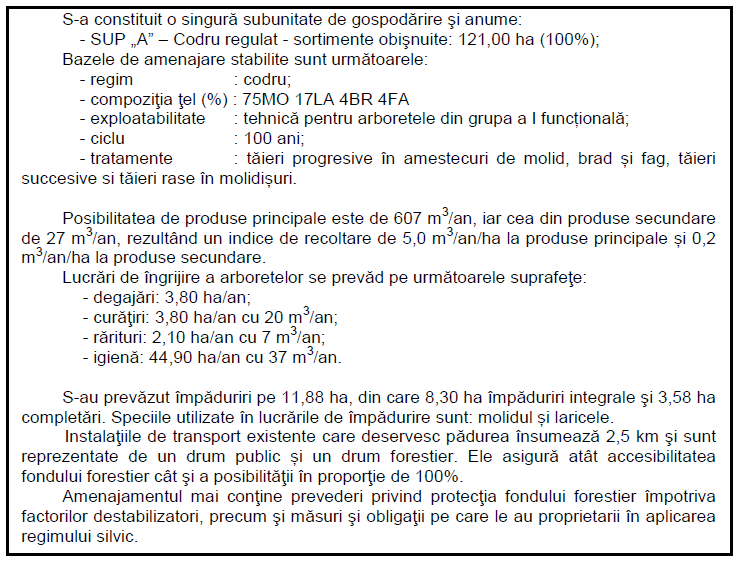 S-a constituit o singură subunitate de gospodărire şi anume:
- SUP „A” – Codru regulat - sortimente obişnuite: 121,00 ha (100%);
Bazele de amenajare stabilite sunt următoarele:
- regim : codru;
- compoziţia ţel (%) : 75MO 17LA 4BR 4FA
- exploatabilitate : tehnică pentru arboretele din grupa a I funcțională;
- ciclu : 100 ani;
- tratamente : tăieri progresive în amestecuri de molid, brad și fag, tăieri
succesive si tăieri rase în molidișuri.
Posibilitatea de produse principale este de 607 m³/an, iar cea din produse secundare
de 27 m³/an, rezultând un indice de recoltare de 5,0 m³/an/ha la produse principale și 0,2
m³/an/ha la produse secundare.
Lucrări de îngrijire a arboretelor se prevăd pe următoarele suprafeţe:
- degajări: 3,80 ha/an;
- curăţiri: 3,80 ha/an cu 20 m³/an;
- rărituri: 2,10 ha/an cu 7 m³/an;
- igienă: 44,90 ha/an cu 37 m³/an.
S-au prevăzut împăduriri pe 11,88 ha, din care 8,30 ha împăduriri integrale şi 3,58 ha
completări. Speciile utilizate în lucrările de împădurire sunt: molidul și laricele.
Instalaţiile de transport existente care deservesc pădurea însumează 2,5 km şi sunt
reprezentate de un drum public și un drum forestier. Ele asigură atât accesibilitatea
fondului forestier cât şi a posibilităţii în proporţie de 100%.
Amenajamentul mai conţine prevederi privind protecţia fondului forestier împotriva
factorilor destabilizatori, precum şi măsuri şi obligaţii pe care le au proprietarii în aplicarea
regimului silvic.